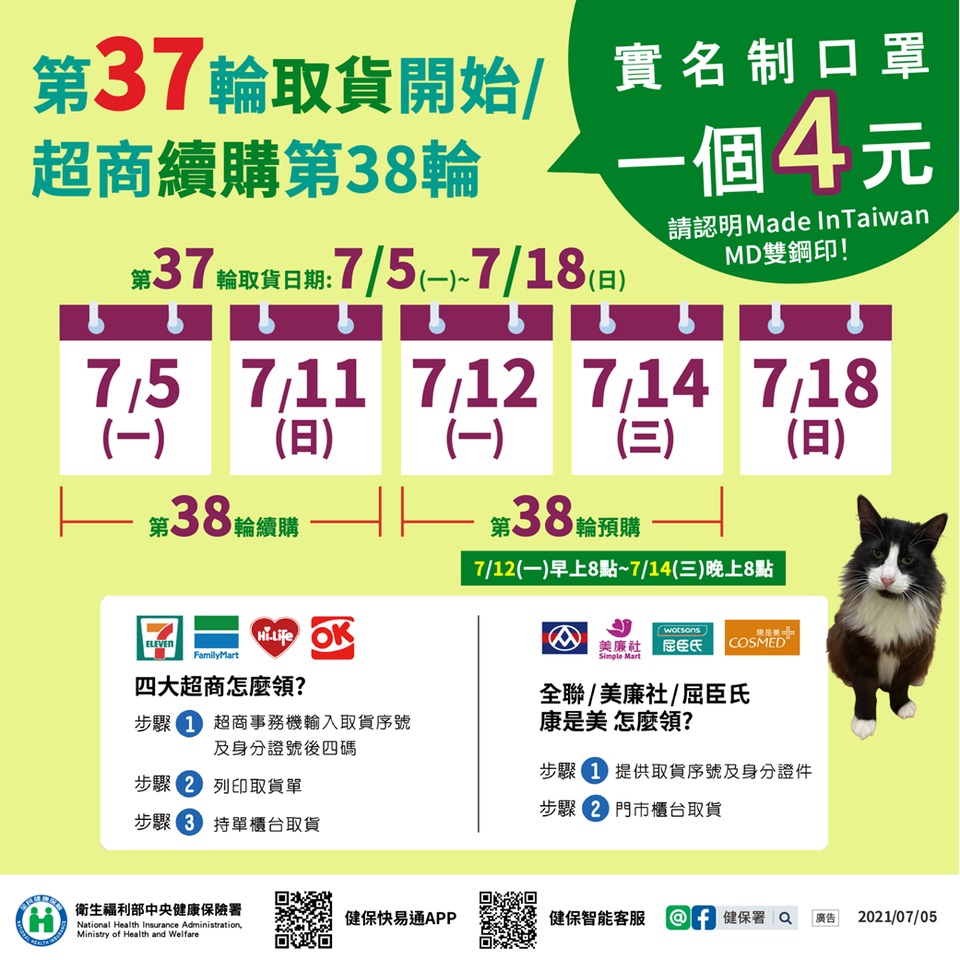 第37輪取貨開始/
超商續購第38輪
實名制口罩
一個4元
請認明Made InTaiwan
MD雙鋼印!
第37輪取貨日期:7/5(一)~7/18(日)
7/5
(一)
7/11
(日)
7/12
(一)
7/14
(三)
7/18
(日)
第38輪續購
第38輪預購
7/12(一)早上8點~7/14(三)晚上8點
7
ELEVEN
FamilyMart
Hi-Life
OK
四大超商怎麼領?
步驟 1 超商事務機輸入取貨序號
及身分證號後四碼
步驟 2 列印取貨單
步驟 3 持單櫃台取貨
美廉社
Simple Mart
watsons
屈臣氏
康是美
COSMED
全聯/美廉社/屈臣氏
康是美 怎麼領?
步驟 1 提供取貨序號及身分證件
步驟 2 門市櫃台取貨
全民健康保險
NATIONAL HEALTH INSURANCE
衛生福利部中央健康保險署
National Health Insurance Administration,
Ministry of Health and Welfare
健保快易通APP
健保智能客服
@ f 健保署
廣告
2021/07/05